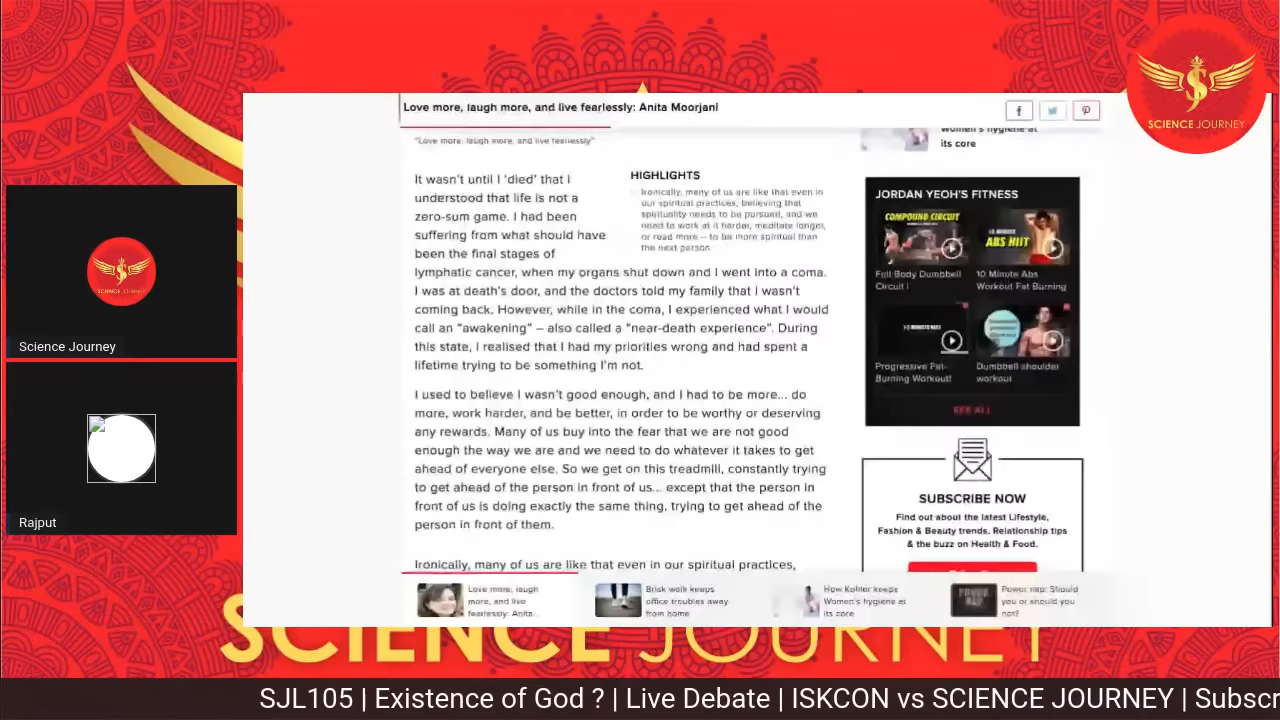 SCIENCE JOURNEY
Love more, laugh more, and live fearlessly: Anita Moorjani
"Love more, laugh more, and live fearlessly"
women's hygiene at
its core
It wasn't until I 'died' that I
understood that life is not a
zero-sum game. I had been
suffering from what should have
been the final stages of
lymphatic cancer, when my organs shut down and I went into a coma.
I was at death's door, and the doctors told my family that I wasn't
coming back. However, while in the coma, I experienced what I would
call an "awakening" – also called a "near-death experience". During
this state, I realised that I had my priorities wrong and had spent a
lifetime trying to be something I'm not.
HIGHLIGHTS
Ironically, many of us are like that even in
our spiritual practices, believing that
spirituality needs to be pursued, and we
need to work at it harder, meditate longer,
or read more – to be more spiritual than
the next person
I used to believe I wasn't good enough, and I had to be more... do
more, work harder, and be better, in order to be worthy or deserving
any rewards. Many of us buy into the fear that we are not good
enough the way we are and we need to do whatever it takes to get
ahead of everyone else. So we get on this treadmill, constantly trying
to get ahead of the person in front of us... except that the person in
front of us is doing exactly the same thing, trying to get ahead of the
person in front of them.
Ironically, many of us are like that even in our spiritual practices,
JORDAN YEOH'S FITNESS
COMPOUND CIRCUIT
ABS HIIT
Full Body Dumbbell
Circuit I
10 Minute Abs
Workout Fat Burning
Progressive Fat-
Burning Workout!
Dumbbell shoulder
workout
SEE ALL
SUBSCRIBE NOW
Find out about the latest Lifestyle,
Fashion & Beauty trends, Relationship tips
& the buzz on Health & Food.
Love more, laugh
more, and live
fearlessly: Anita...
Brisk walk keeps
office troubles away
from home
How Kohler keeps
Women's hygiene at
its core
POWER NAP
Power nap: Should
you or should you
not?
Science Journey
Rajput
SCIENCE JOURNEY
SJL105 | Existence of God ? | Live Debate | ISKCON vs SCIENCE JOURNEY | Subscr